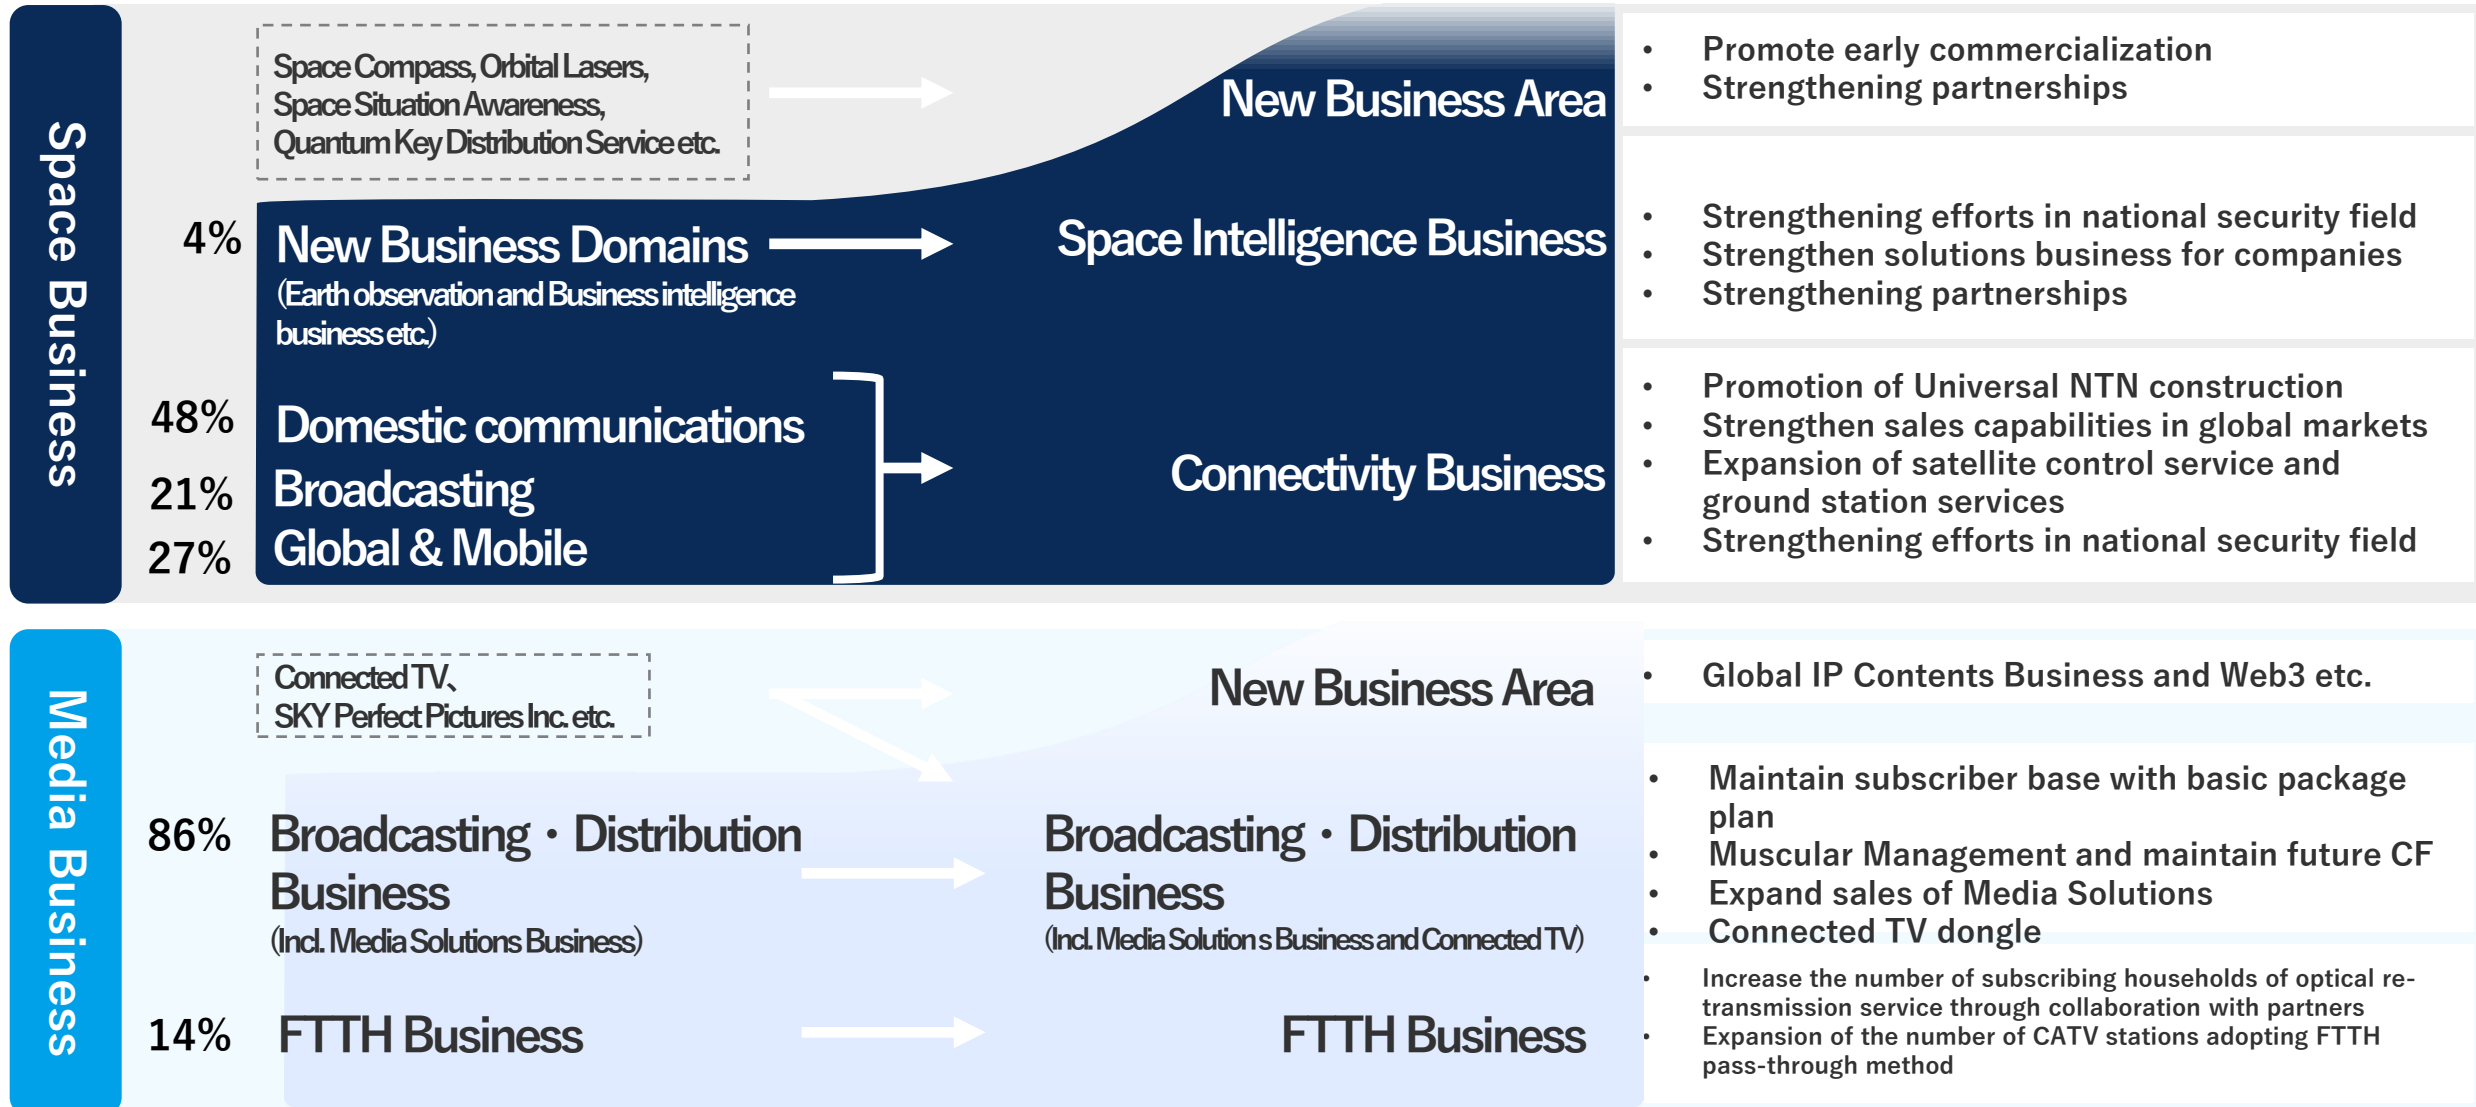 Space Business
Space Compass, Orbital Lasers,
Space Situation Awareness,
Quantum Key Distribution Service etc.
New Business Area
• Promote early commercialization
• Strengthening partnerships
4%
New Business Domains
(Earth observation and Business intelligence
business etc.)
Space Intelligence Business
• Strengthening efforts in national security field
• Strengthen solutions business for companies
• Strengthening partnerships
48%
Domestic communications
21%
Broadcasting
27%
Global & Mobile
Connectivity Business
• Promotion of Universal NTN construction
• Strengthen sales capabilities in global markets
• Expansion of satellite control service and
ground station services
• Strengthening efforts in national security field
Media Business
Connected TV、
SKY Perfect Pictures Inc. etc.
New Business Area
• Global IP Contents Business and Web3 etc.
86%
Broadcasting・Distribution
Business
(Incl. Media Solutions Business)
Broadcasting・Distribution
Business
(Incl. Media Solutions Business and Connected TV)
• Maintain subscriber base with basic package
plan
• Muscular Management and maintain future CF
• Expand sales of Media Solutions
• Connected TV dongle
14%
FTTH Business
FTTH Business
• Increase the number of subscribing households of optical re-
transmission service through collaboration with partners
• Expansion of the number of CATV stations adopting FTTH
pass-through method